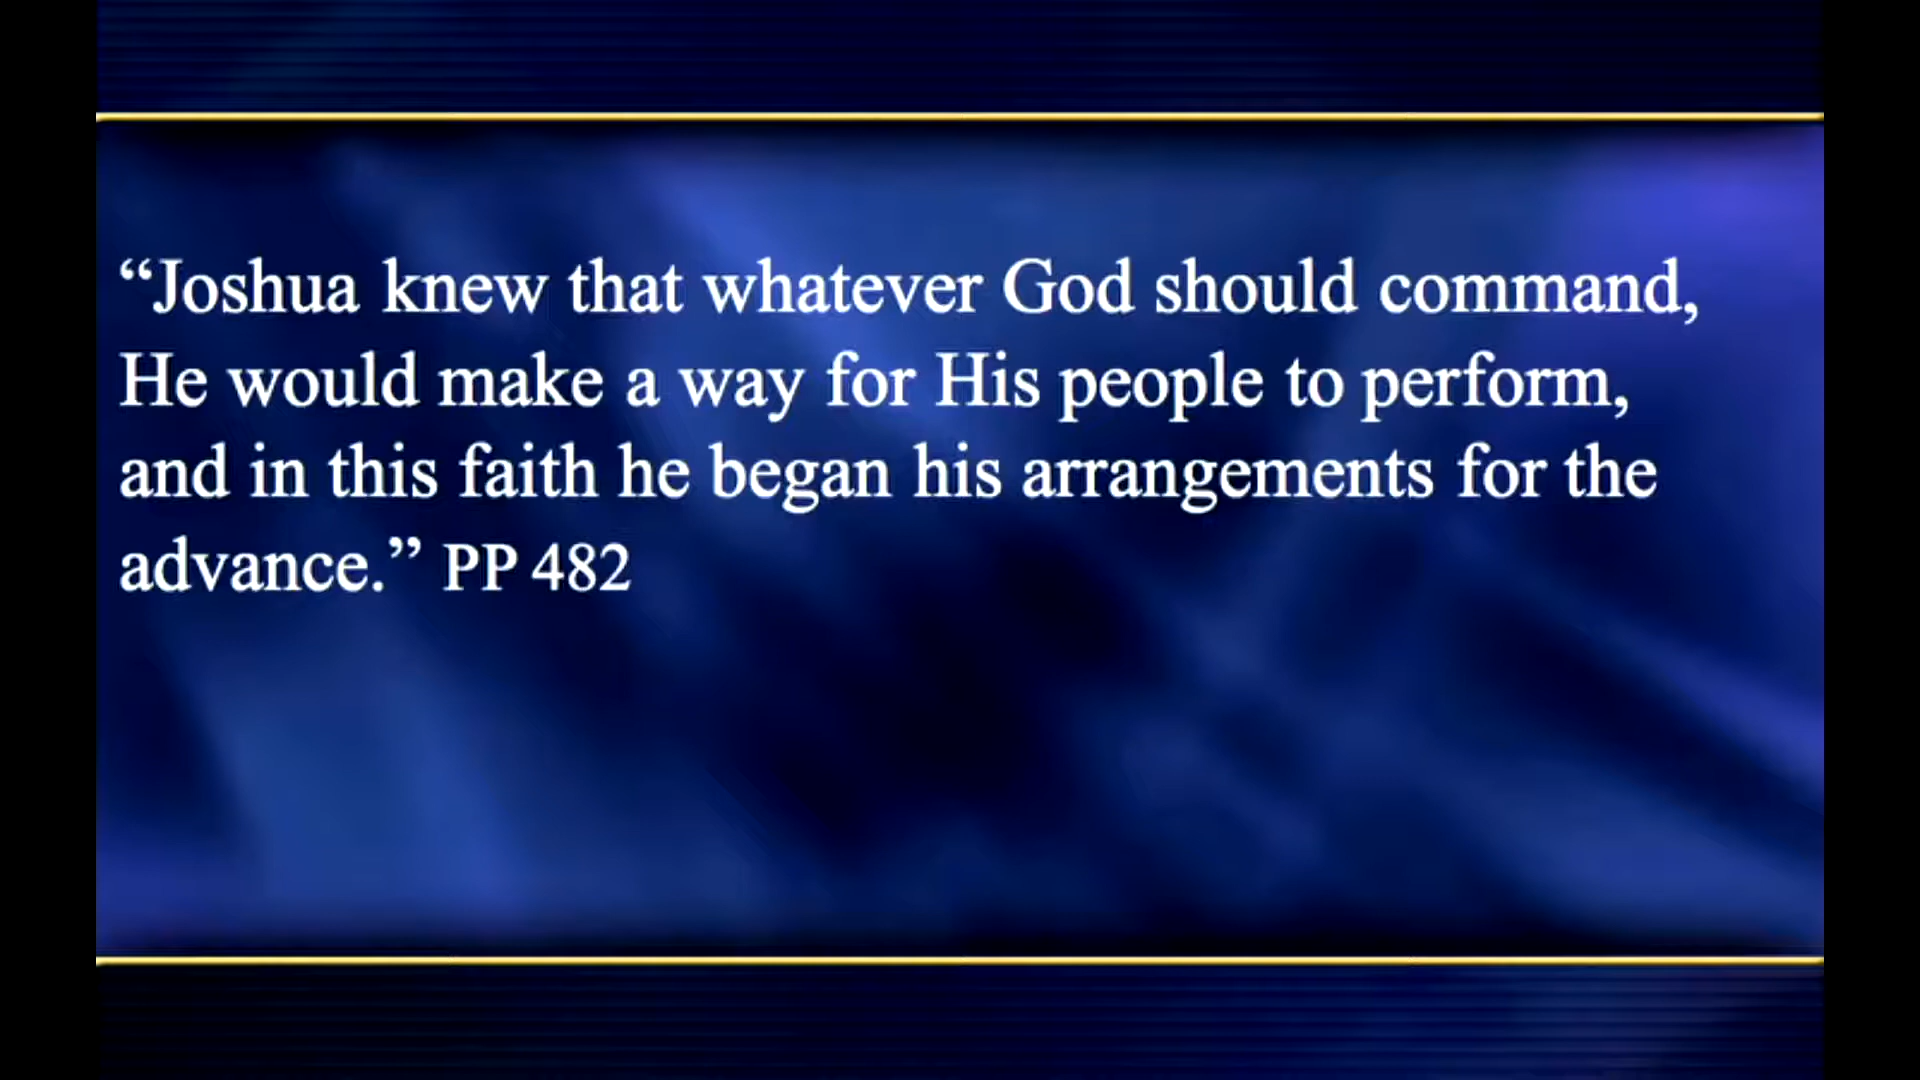 “Joshua knew that whatever God should command,
He would make a way for His people to perform,
and in this faith he began his arrangements for the
advance.” PP 482